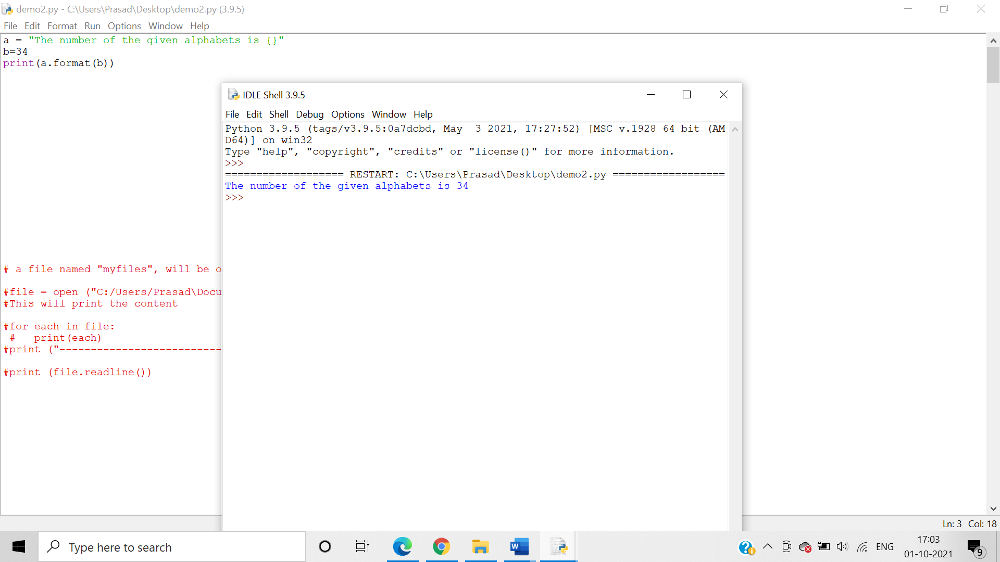 demo2.py - C:\Users\Prasad\Desktop\demo2.py (3.9.5)
File Edit Format Run Options Window Help
a = "The number of the given alphabets is {}"
b=34
print(a.format(b))
IDLE Shell 3.9.5
File Edit Shell Debug Options Window Help
Python 3.9.5 (tags/v3.9.5:0a7dcbd, May  3 2021, 17:27:52) [MSC v.1928 64 bit (AM
D64)] on win32
Type "help", "copyright", "credits" or "license()" for more information.
>>>
=================== RESTART: C:\Users\Prasad\Desktop\demo2.py ==================
The number of the given alphabets is 34
>>>
# a file named "myfiles", will be o
#file = open ("C:/Users/Prasad\Docu
#This will print the content
#for each in file:
 #   print(each)
#print ("--------------------------
#print (file.readline())
Ln: 3 Col: 18
Type here to search
W
ENG
17:03
01-10-2021
9